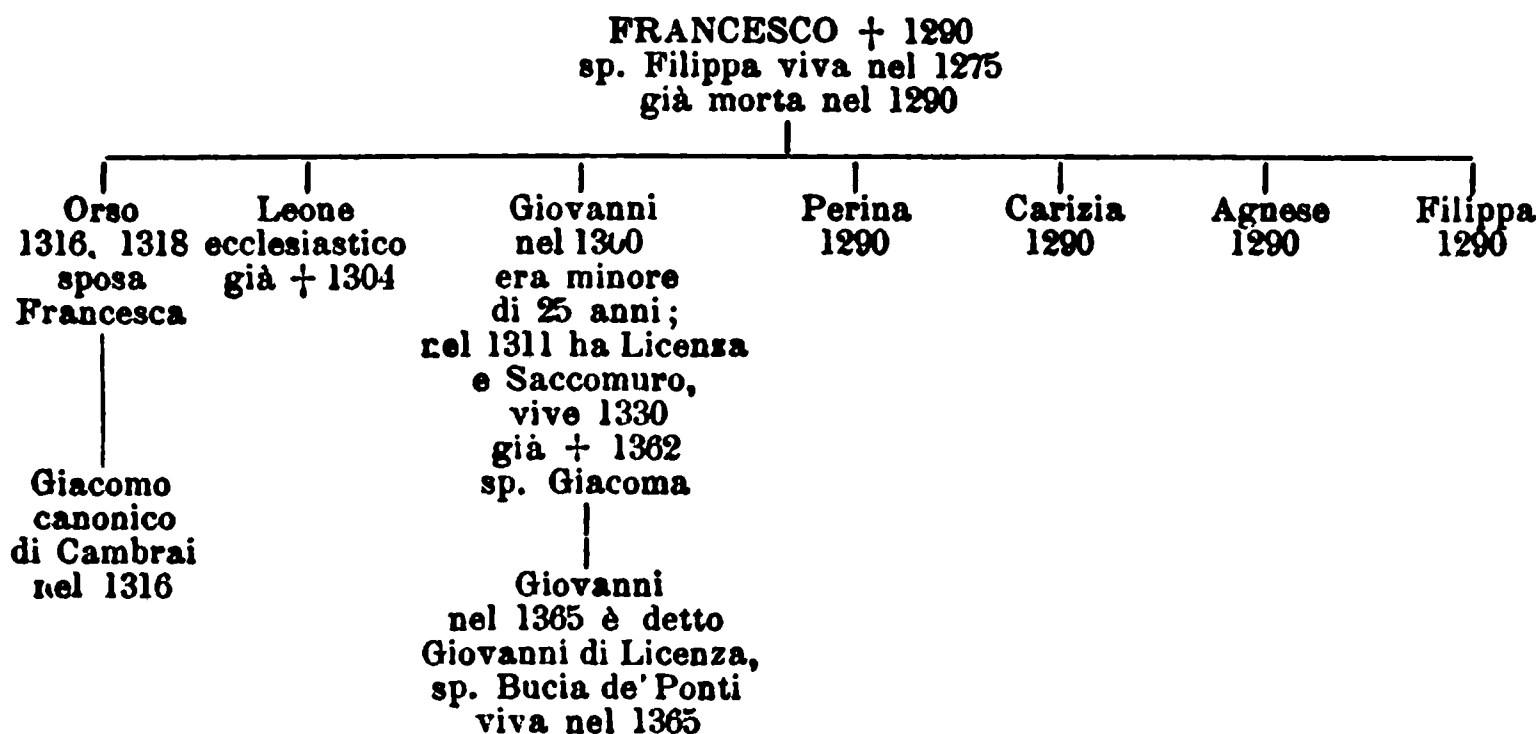 FRANCESCO + 1290
sp. Filippa viva nel 1275
già morta nel 1290
Orso
1316, 1318
sposa
Francesca
Leone
ecclesiastico
già + 1304
Giovanni
nel 1300
era minore
di 25 anni;
nel 1311 ha Licenza
e Saccomuro,
vive 1330
già + 1362
sp. Giacoma
Perina
1290
Carizia
1290
Agnese
1290
Filippa
1290
Giacomo
canonico
di Cambrai
nel 1316
Giovanni
nel 1365 è detto
Giovanni di Licenza,
sp. Bucia de' Ponti
viva nel 1365